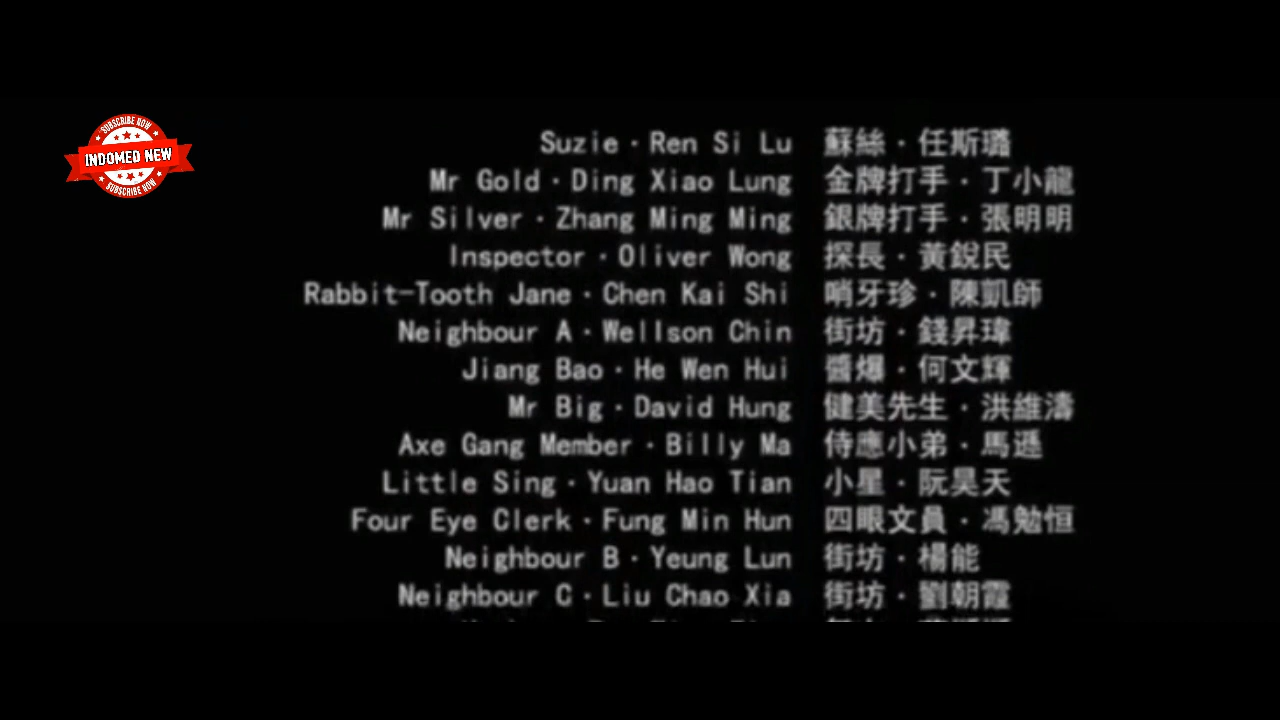 SUBSCRIBE NOW
INDOMED NEW
SUBSCRIBE NOW
Suzie · Ren Si Lu 蘇絲 · 任斯璐
Mr Gold · Ding Xiao Lung 金牌打手 · 丁小龍
Mr Silver · Zhang Ming Ming 銀牌打手 · 張明明
Inspector · Oliver Wong 探長 · 黃銳民
Rabbit-Tooth Jane · Chen Kai Shi 哨牙珍 · 陳凱師
Neighbour A · Wellson Chin 街坊 · 錢昇瑋
Jiang Bao · He Wen Hui 醬爆 · 何文輝
Mr Big · David Hung 健美先生 · 洪維濤
Axe Gang Member · Billy Ma 侍應小弟 · 馬遜
Little Sing · Yuan Hao Tian 小星 · 阮昊天
Four Eye Clerk · Fung Min Hun 四眼文員 · 馮勉恒
Neighbour B · Yeung Lun 街坊 · 楊能
Neighbour C · Liu Chao Xia 街坊 · 劉朝霞